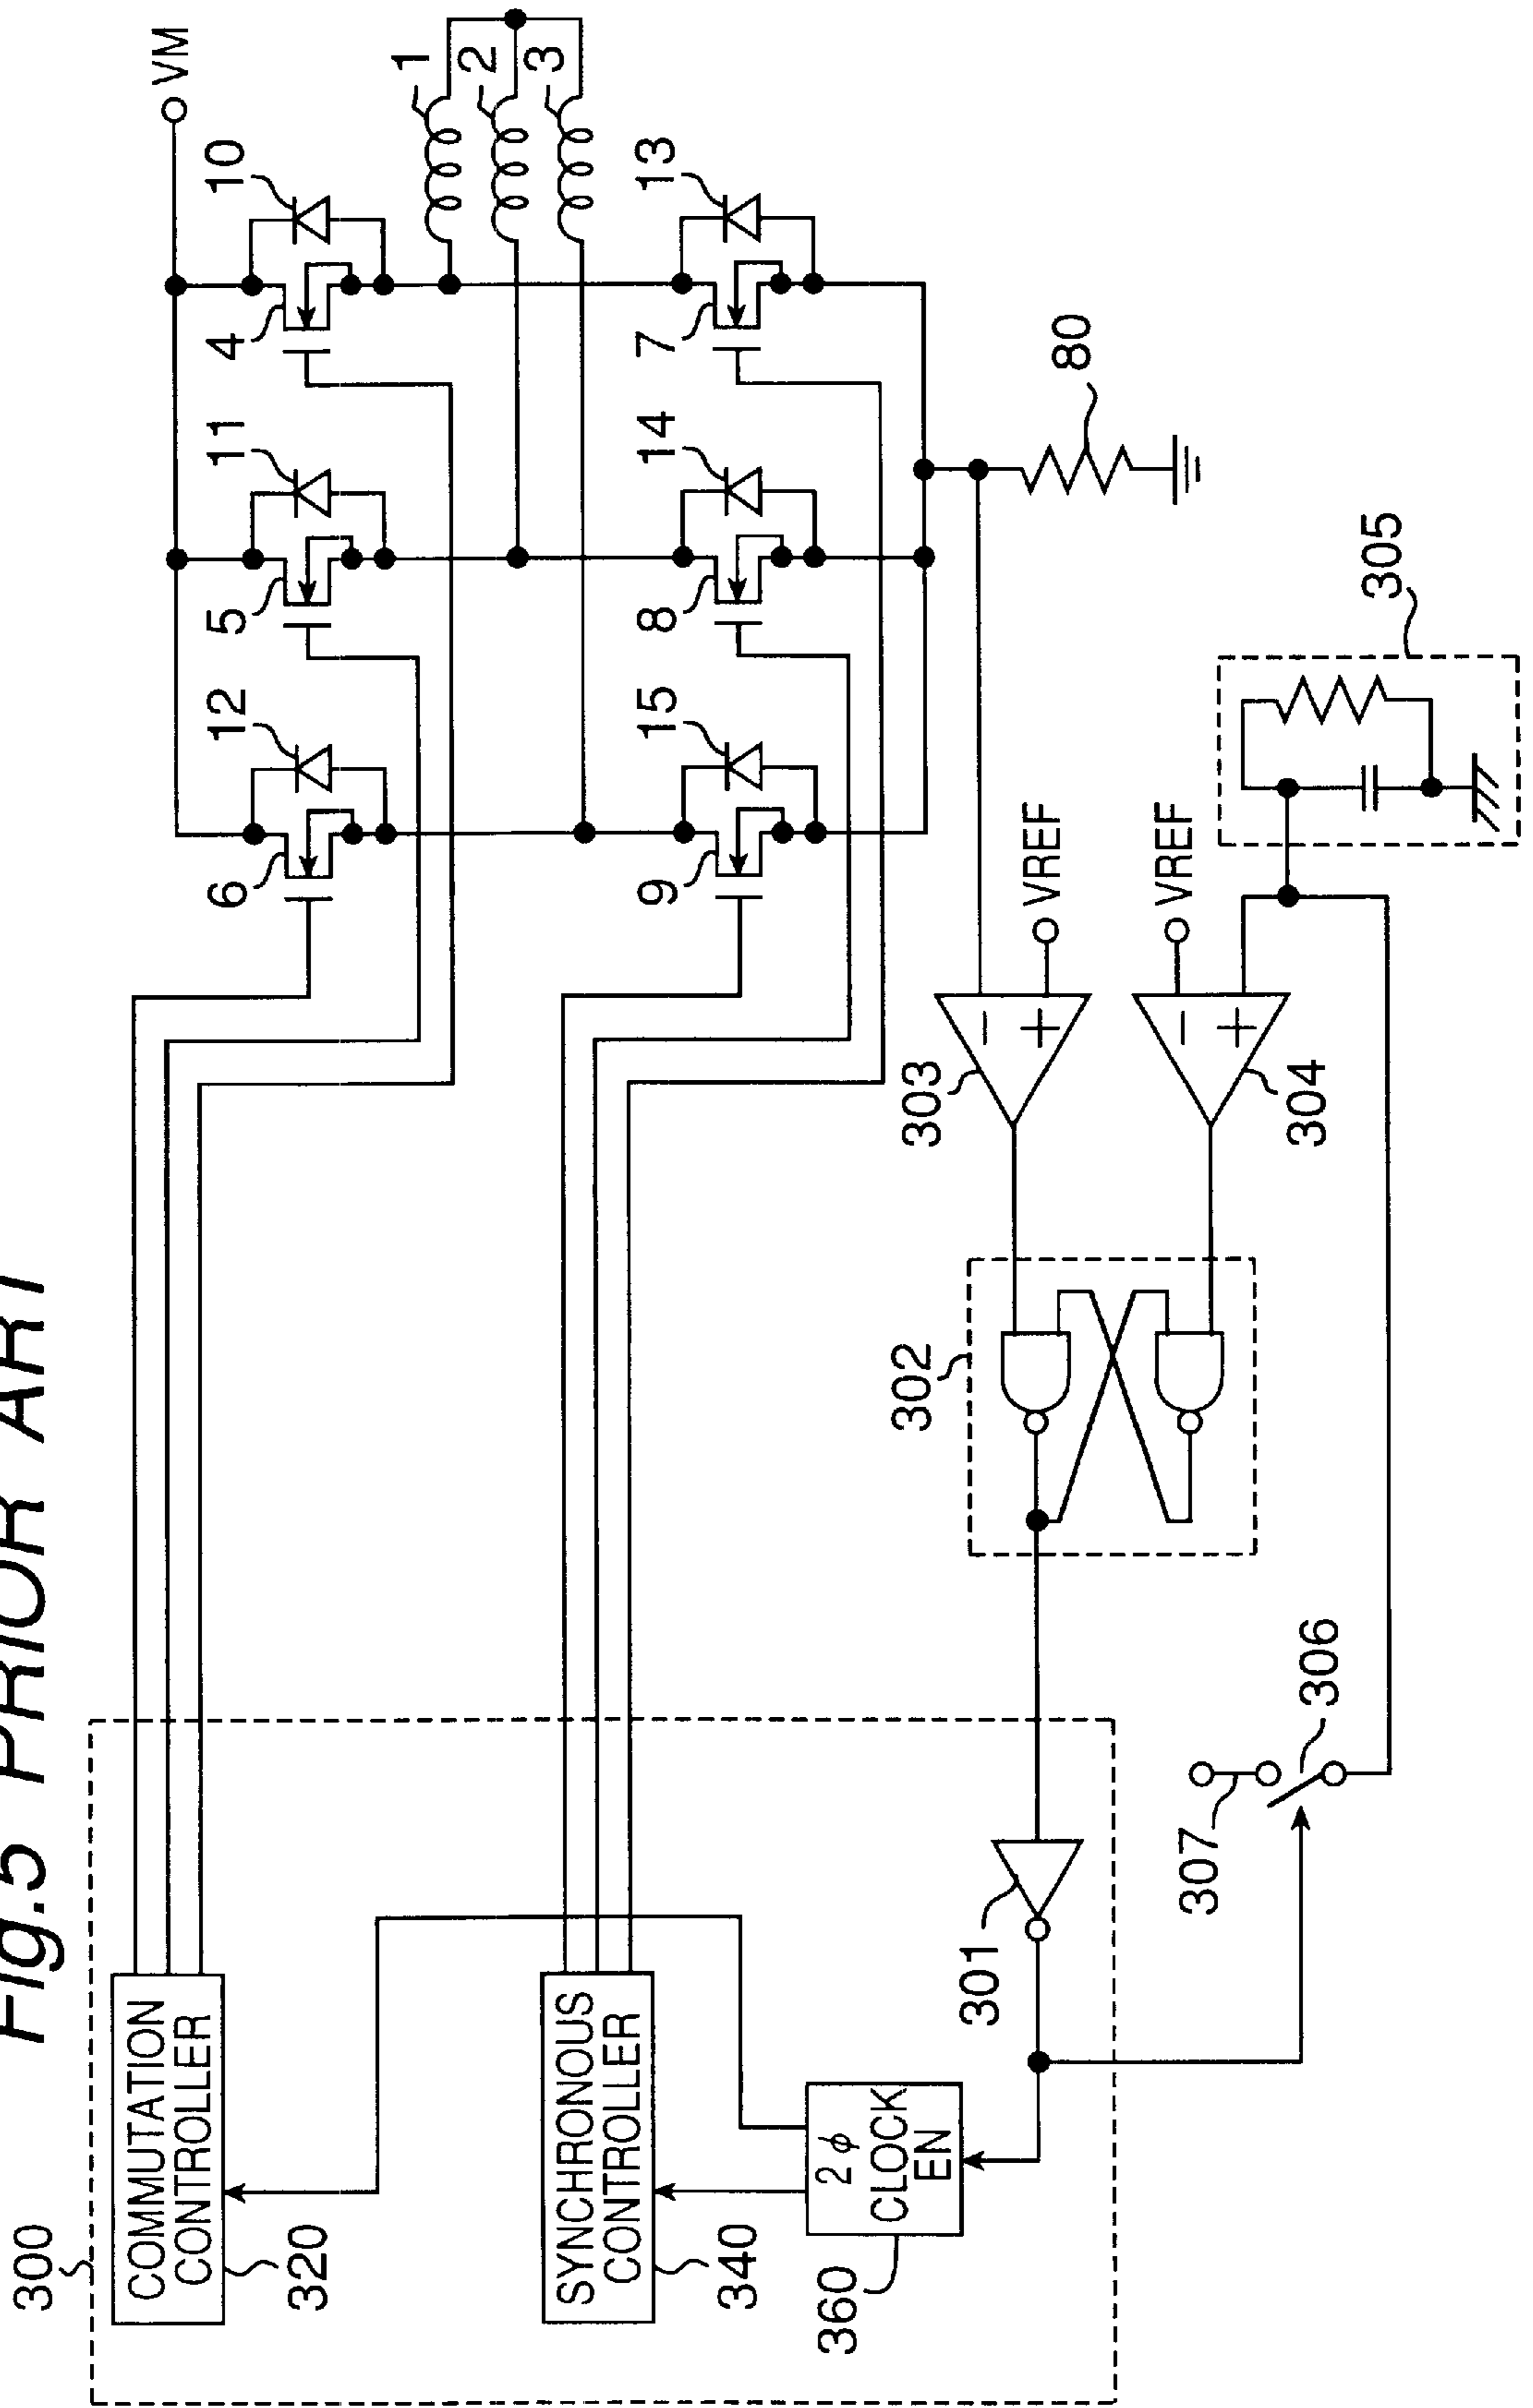 Fig.5 PRIOR ART
300
COMMUTATION
CONTROLLER
320
SYNCHRONOUS
CONTROLLER
340
2φ
CLOCK
EN
360
301
307
306
302
303
304
−
+
−
+
VREF
VREF
305
80
VM
1
2
3
4
5
6
7
8
9
10
11
12
13
14
15